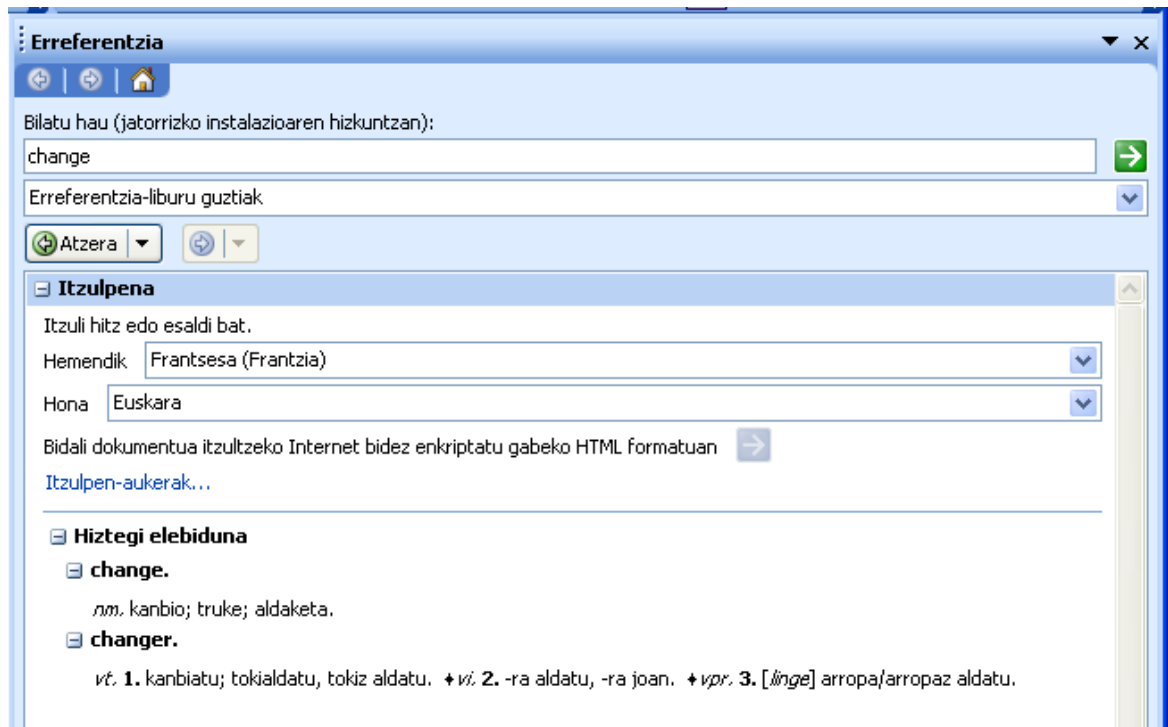 Erreferentzia
Bilatu hau (jatorrizko instalazioaren hizkuntzan):
change
Erreferentzia-liburu guztiak
Atzera
Itzulpena
Itzuli hitz edo esaldi bat.
Hemendik Frantsesa (Frantzia)
Hona Euskara
Bidali dokumentua itzultzeko Internet bidez enkriptatu gabeko HTML formatuan
Itzulpen-aukerak...
Hiztegi elebiduna
change.
nm. kanbio; truke; aldaketa.
changer.
vt. 1. kanbiatu; tokialdatu, tokiz aldatu. ♦vi. 2. -ra aldatu, -ra joan. ♦vpr. 3. [linge] arropa/arropaz aldatu.